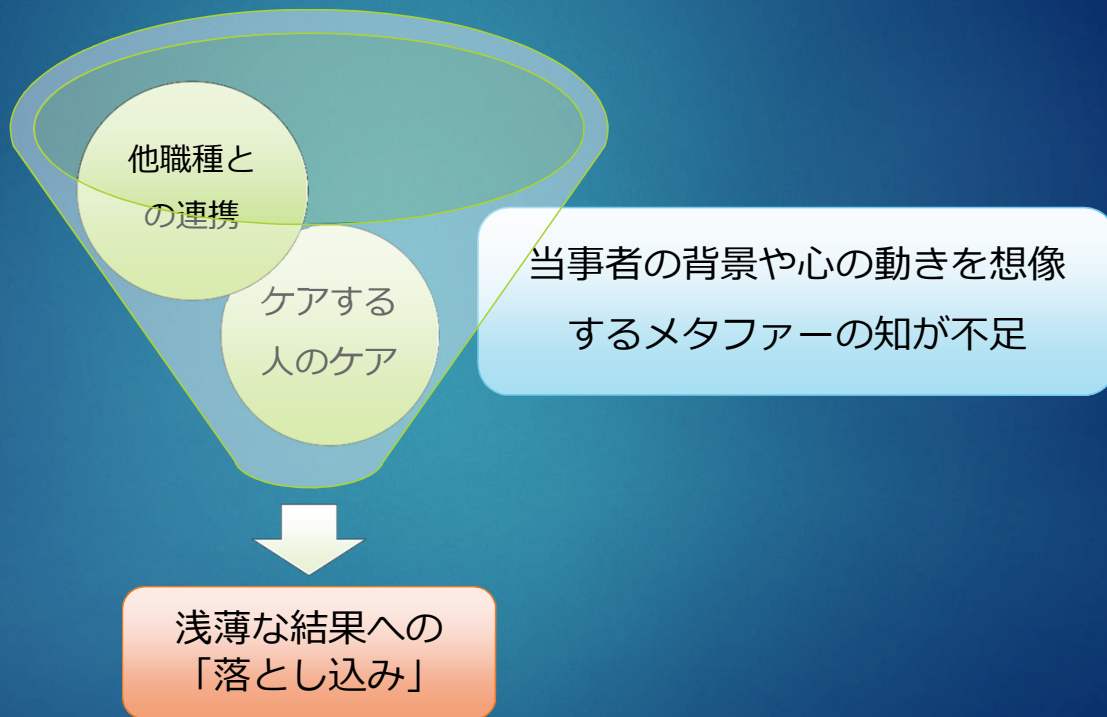 他職種と
の連携
ケアする
人のケア
当事者の背景や心の動きを想像
するメタファーの知が不足
浅薄な結果への
「落とし込み」